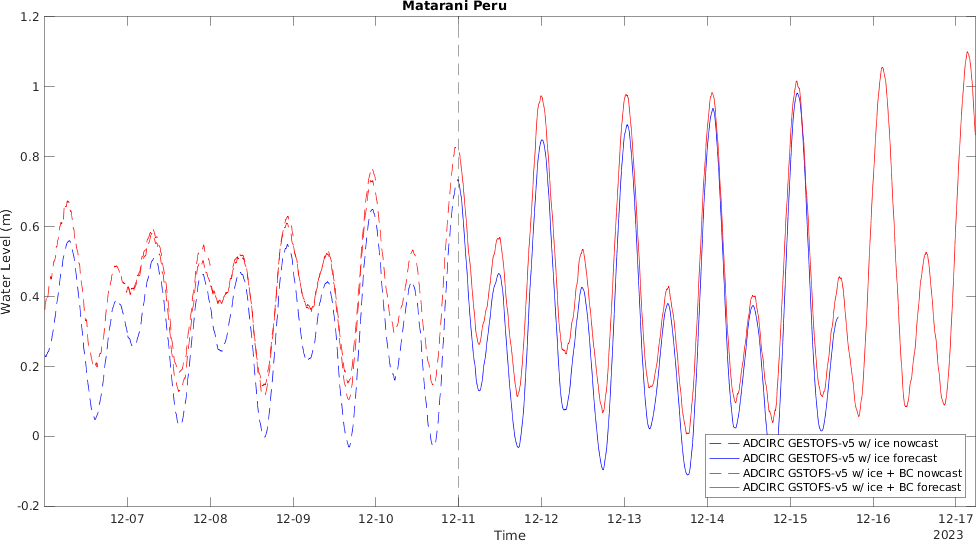 Matarani Peru
1.2
1
0.8
0.6
0.4
0.2
0
-0.2
Water Level (m)
ADCIRC GESTOFS-v5 w/ ice nowcast
ADCIRC GESTOFS-v5 w/ ice forecast
ADCIRC GSTOFS-v5 w/ ice + BC nowcast
ADCIRC GSTOFS-v5 w/ ice + BC forecast
12-07 12-08 12-09 12-10 12-11 12-12 12-13 12-14 12-15 12-16 12-17
Time
2023